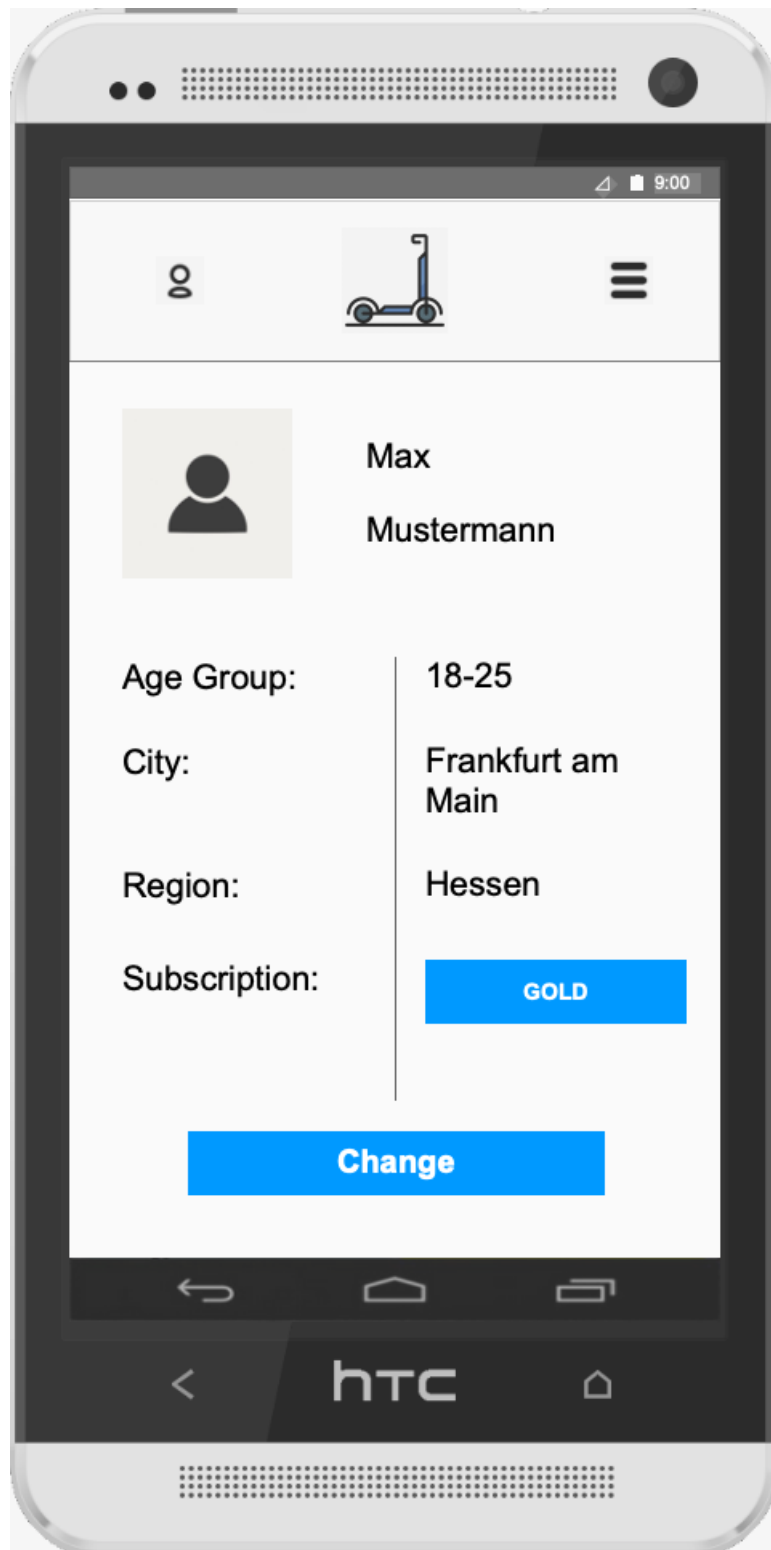 9:00
Max
Mustermann
Age Group:
18-25
City:
Frankfurt am
Main
Region:
Hessen
Subscription:
GOLD
Change
hTC